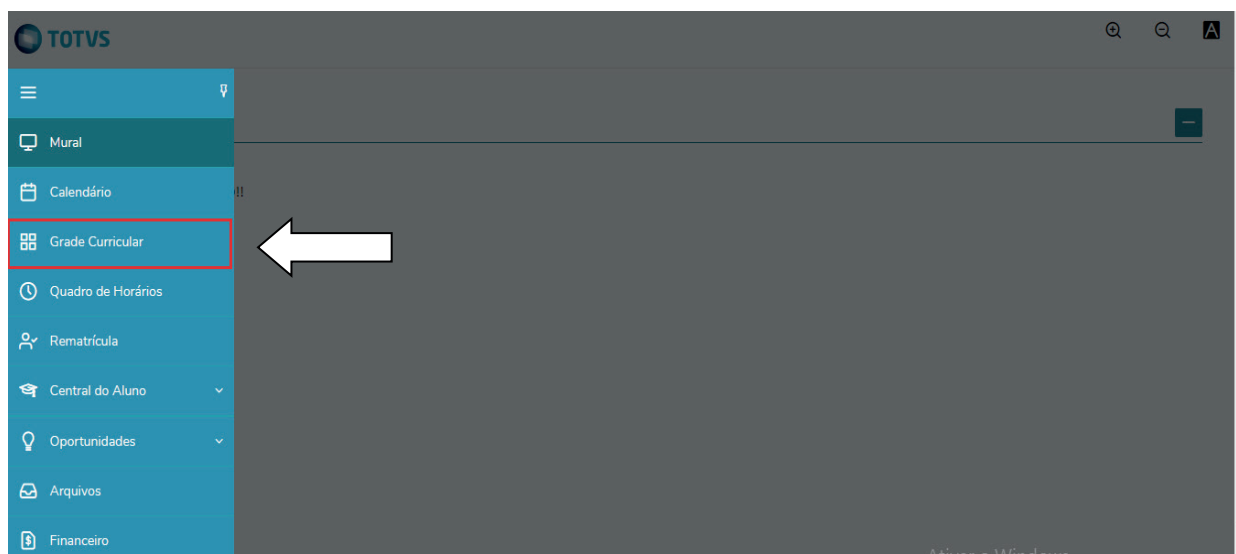 TOTVS
A
Mural
Calendário
!!
Grade Curricular
Quadro de Horários
Rematrícula
Central do Aluno
Oportunidades
Arquivos
Financeiro